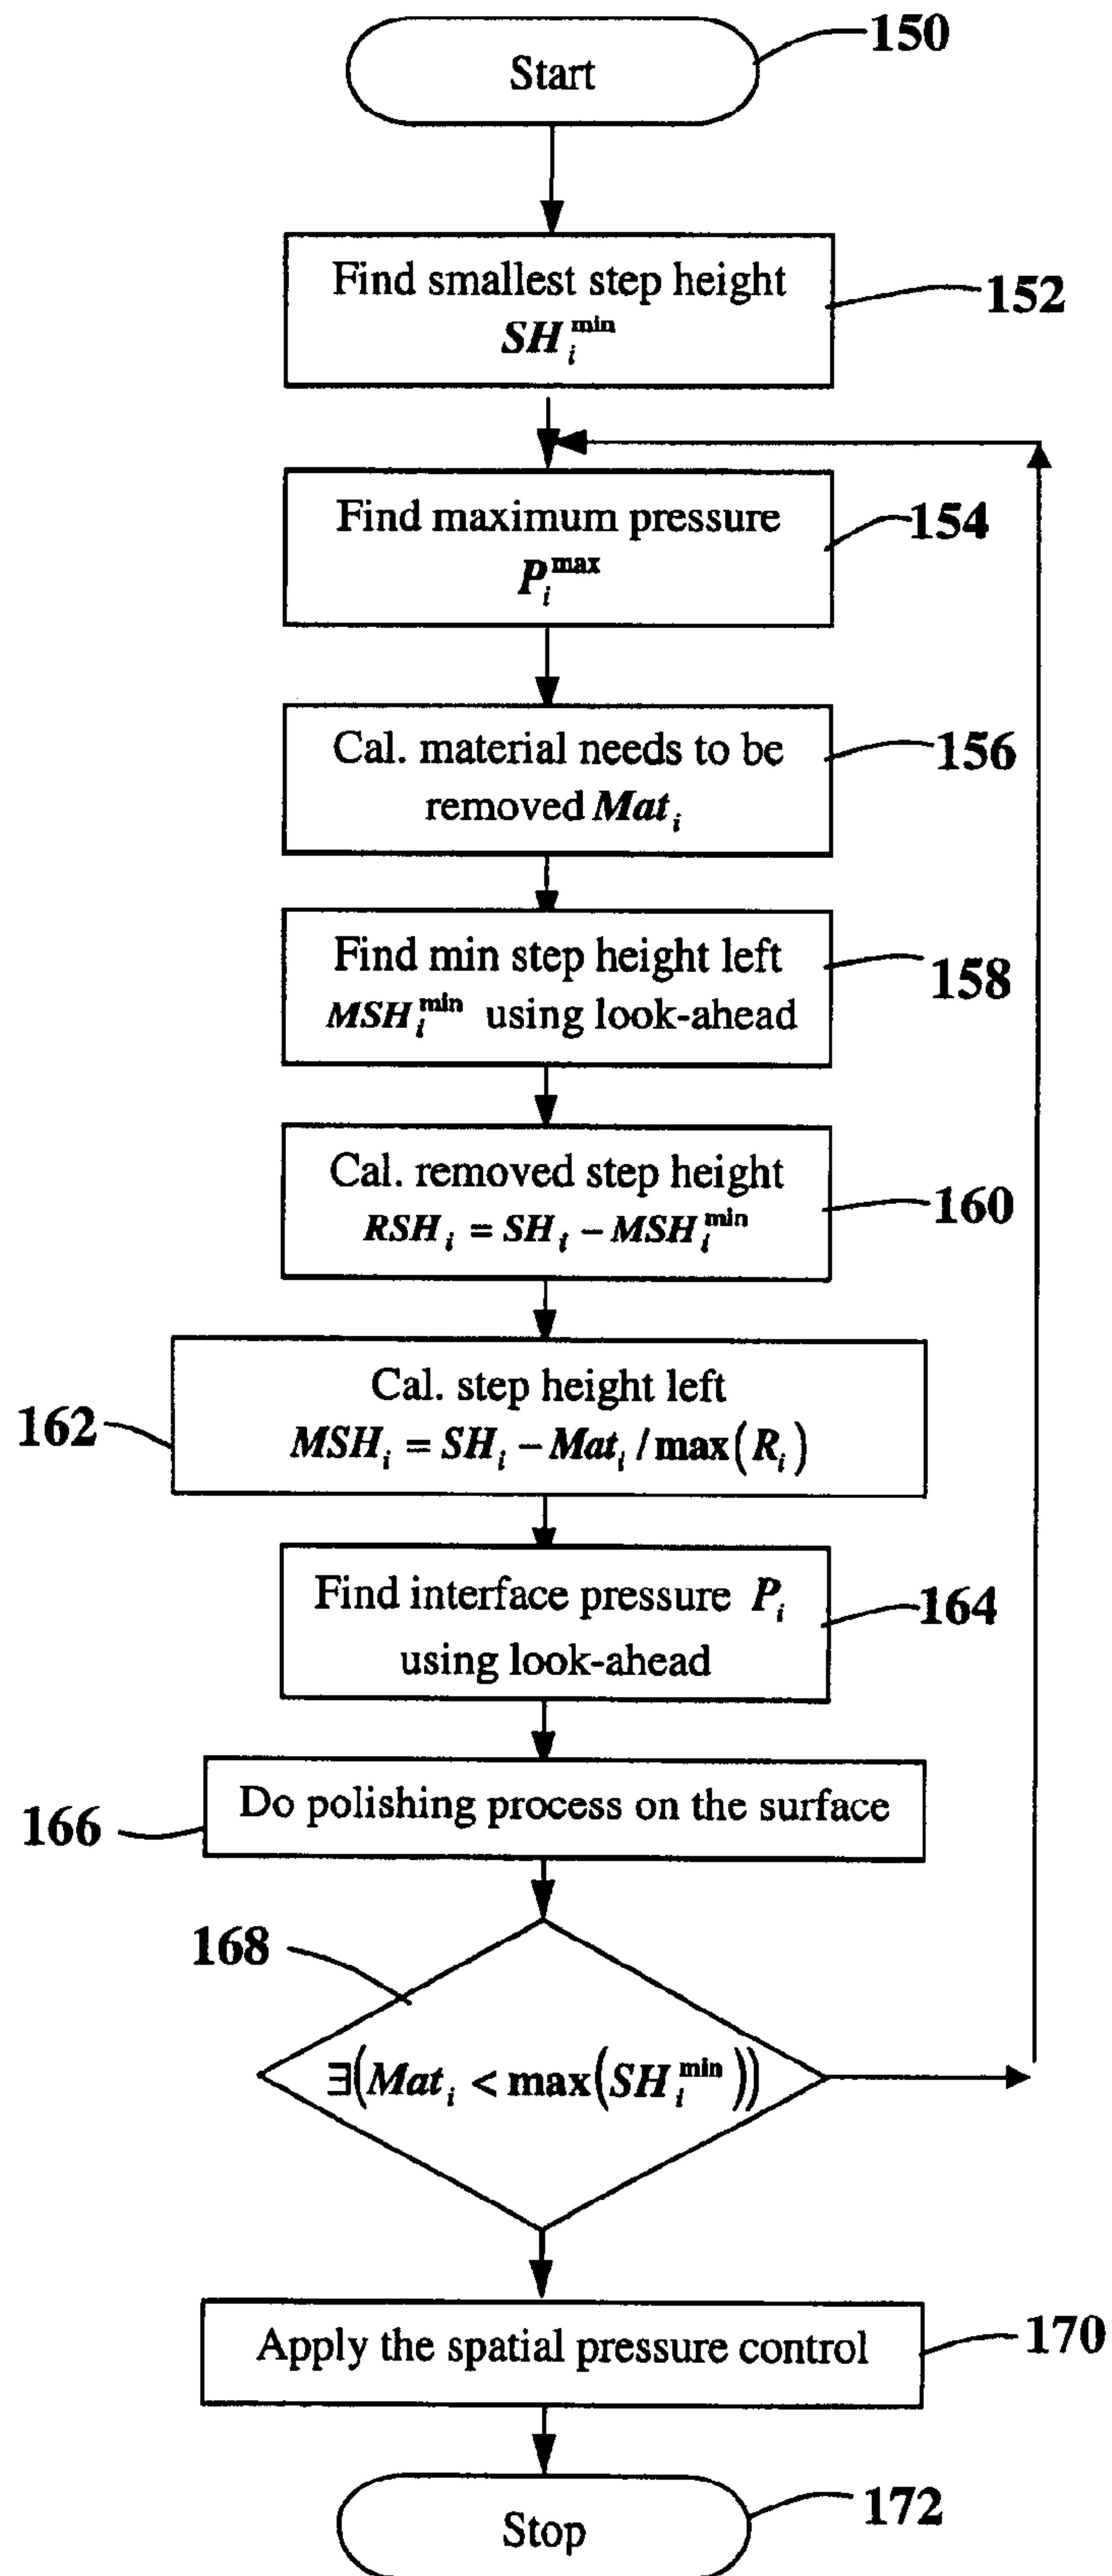 Start
150
Find smallest step height
SH_i^min
152
Find maximum pressure
P_i^max
154
Cal. material needs to be
removed Mat_i
156
Find min step height left
MSH_i^min using look-ahead
158
Cal. removed step height
RSH_i = SH_i − MSH_i^min
160
Cal. step height left
MSH_i = SH_i − Mat_i / max(R_i)
162
Find interface pressure P_i
using look-ahead
164
Do polishing process on the surface
166
168
∃(Mat_i < max(SH_i^min))
Apply the spatial pressure control
170
Stop
172